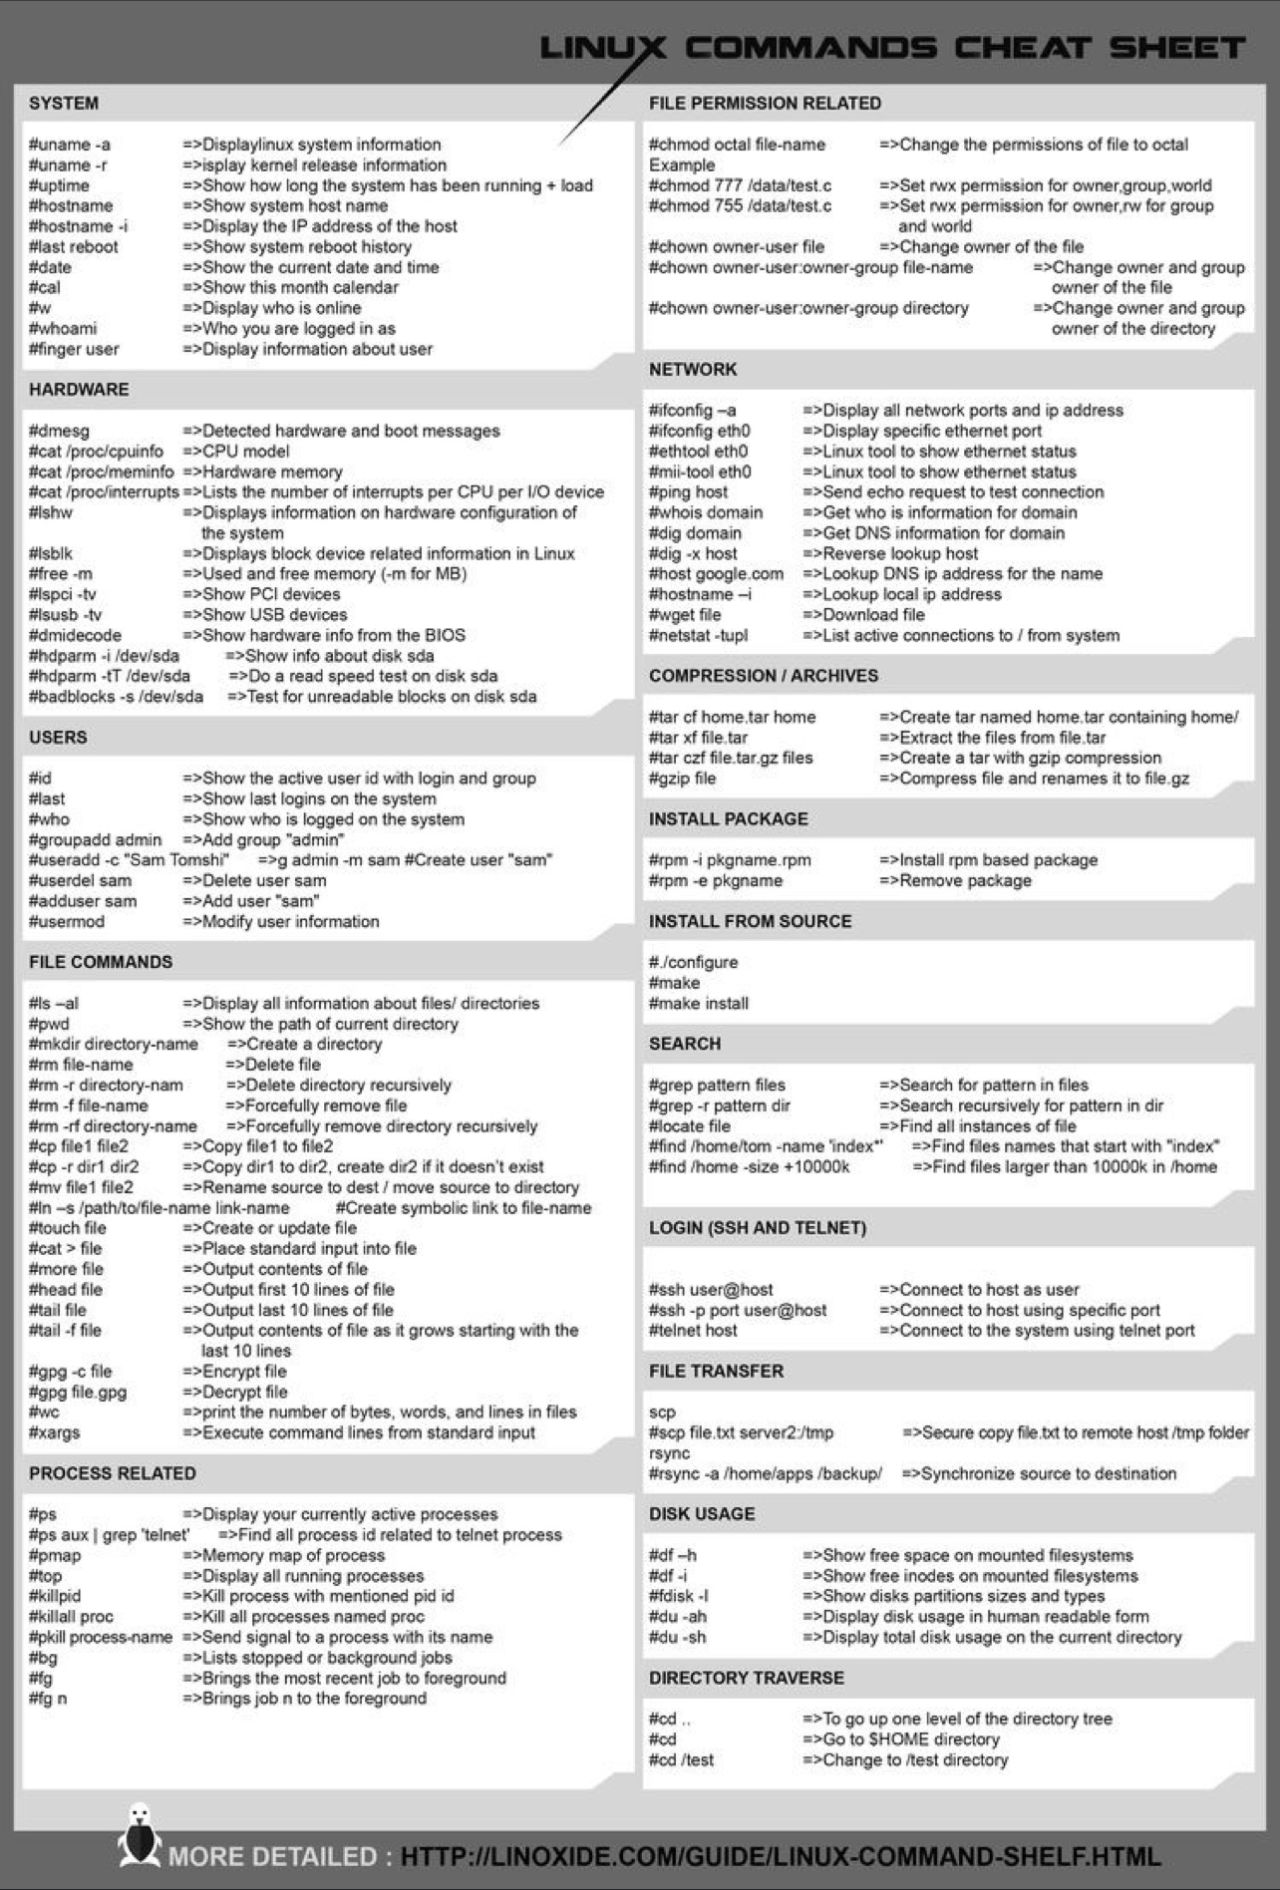 LINUX COMMANDS CHEAT SHEET
SYSTEM
#uname -a =>Displaylinux system information
#uname -r =>isplay kernel release information
#uptime =>Show how long the system has been running + load
#hostname =>Show system host name
#hostname -i =>Display the IP address of the host
#last reboot =>Show system reboot history
#date =>Show the current date and time
#cal =>Show this month calendar
#w =>Display who is online
#whoami =>Who you are logged in as
#finger user =>Display information about user
HARDWARE
#dmesg =>Detected hardware and boot messages
#cat /proc/cpuinfo =>CPU model
#cat /proc/meminfo =>Hardware memory
#cat /proc/interrupts =>Lists the number of interrupts per CPU per I/O device
#lshw =>Displays information on hardware configuration of
the system
#lsblk =>Displays block device related information in Linux
#free -m =>Used and free memory (-m for MB)
#lspci -tv =>Show PCI devices
#lsusb -tv =>Show USB devices
#dmidecode =>Show hardware info from the BIOS
#hdparm -i /dev/sda =>Show info about disk sda
#hdparm -tT /dev/sda =>Do a read speed test on disk sda
#badblocks -s /dev/sda =>Test for unreadable blocks on disk sda
USERS
#id =>Show the active user id with login and group
#last =>Show last logins on the system
#who =>Show who is logged on the system
#groupadd admin =>Add group "admin"
#useradd -c "Sam Tomshi" =>g admin -m sam #Create user "sam"
#userdel sam =>Delete user sam
#adduser sam =>Add user "sam"
#usermod =>Modify user information
FILE COMMANDS
#ls –al =>Display all information about files/ directories
#pwd =>Show the path of current directory
#mkdir directory-name =>Create a directory
#rm file-name =>Delete file
#rm -r directory-nam =>Delete directory recursively
#rm -f file-name =>Forcefully remove file
#rm -rf directory-name =>Forcefully remove directory recursively
#cp file1 file2 =>Copy file1 to file2
#cp -r dir1 dir2 =>Copy dir1 to dir2, create dir2 if it doesn't exist
#mv file1 file2 =>Rename source to dest / move source to directory
#ln –s /path/to/file-name link-name #Create symbolic link to file-name
#touch file =>Create or update file
#cat > file =>Place standard input into file
#more file =>Output contents of file
#head file =>Output first 10 lines of file
#tail file =>Output last 10 lines of file
#tail -f file =>Output contents of file as it grows starting with the
last 10 lines
#gpg -c file =>Encrypt file
#gpg file.gpg =>Decrypt file
#wc =>print the number of bytes, words, and lines in files
#xargs =>Execute command lines from standard input
PROCESS RELATED
#ps =>Display your currently active processes
#ps aux | grep 'telnet' =>Find all process id related to telnet process
#pmap =>Memory map of process
#top =>Display all running processes
#killpid =>Kill process with mentioned pid id
#killall proc =>Kill all processes named proc
#pkill process-name =>Send signal to a process with its name
#bg =>Lists stopped or background jobs
#fg =>Brings the most recent job to foreground
#fg n =>Brings job n to the foreground
FILE PERMISSION RELATED
#chmod octal file-name =>Change the permissions of file to octal
Example
#chmod 777 /data/test.c =>Set rwx permission for owner,group,world
#chmod 755 /data/test.c =>Set rwx permission for owner,rw for group
and world
#chown owner-user file =>Change owner of the file
#chown owner-user:owner-group file-name =>Change owner and group
owner of the file
#chown owner-user:owner-group directory =>Change owner and group
owner of the directory
NETWORK
#ifconfig –a =>Display all network ports and ip address
#ifconfig eth0 =>Display specific ethernet port
#ethtool eth0 =>Linux tool to show ethernet status
#mii-tool eth0 =>Linux tool to show ethernet status
#ping host =>Send echo request to test connection
#whois domain =>Get who is information for domain
#dig domain =>Get DNS information for domain
#dig -x host =>Reverse lookup host
#host google.com =>Lookup DNS ip address for the name
#hostname –i =>Lookup local ip address
#wget file =>Download file
#netstat -tupl =>List active connections to / from system
COMPRESSION / ARCHIVES
#tar cf home.tar home =>Create tar named home.tar containing home/
#tar xf file.tar =>Extract the files from file.tar
#tar czf file.tar.gz files =>Create a tar with gzip compression
#gzip file =>Compress file and renames it to file.gz
INSTALL PACKAGE
#rpm -i pkgname.rpm =>Install rpm based package
#rpm -e pkgname =>Remove package
INSTALL FROM SOURCE
#./configure
#make
#make install
SEARCH
#grep pattern files =>Search for pattern in files
#grep -r pattern dir =>Search recursively for pattern in dir
#locate file =>Find all instances of file
#find /home/tom -name 'index*' =>Find files names that start with "index"
#find /home -size +10000k =>Find files larger than 10000k in /home
LOGIN (SSH AND TELNET)
#ssh user@host =>Connect to host as user
#ssh -p port user@host =>Connect to host using specific port
#telnet host =>Connect to the system using telnet port
FILE TRANSFER
scp
#scp file.txt server2:/tmp =>Secure copy file.txt to remote host /tmp folder
rsync
#rsync -a /home/apps /backup/ =>Synchronize source to destination
DISK USAGE
#df –h =>Show free space on mounted filesystems
#df -i =>Show free inodes on mounted filesystems
#fdisk -l =>Show disks partitions sizes and types
#du -ah =>Display disk usage in human readable form
#du -sh =>Display total disk usage on the current directory
DIRECTORY TRAVERSE
#cd .. =>To go up one level of the directory tree
#cd =>Go to $HOME directory
#cd /test =>Change to /test directory
MORE DETAILED : HTTP://LINOXIDE.COM/GUIDE/LINUX-COMMAND-SHELF.HTML